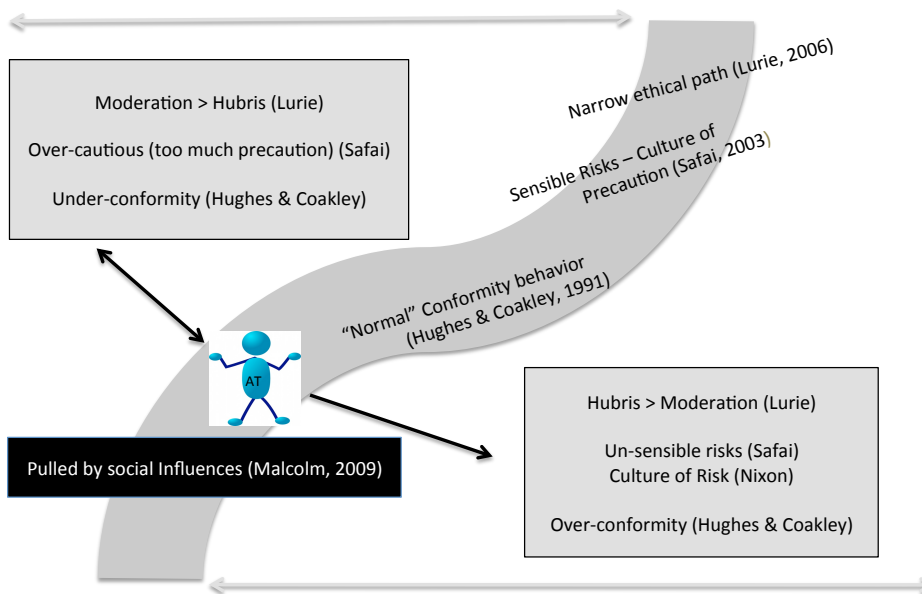 Narrow ethical path (Lurie, 2006)
Moderation > Hubris (Lurie)
Over-cautious (too much precaution) (Safai)
Under-conformity (Hughes & Coakley)
Sensible Risks – Culture of
Precaution (Safai, 2003)
“Normal” Conformity behavior
(Hughes & Coakley, 1991)
AT
Pulled by social Influences (Malcolm, 2009)
Hubris > Moderation (Lurie)
Un-sensible risks (Safai)
Culture of Risk (Nixon)
Over-conformity (Hughes & Coakley)